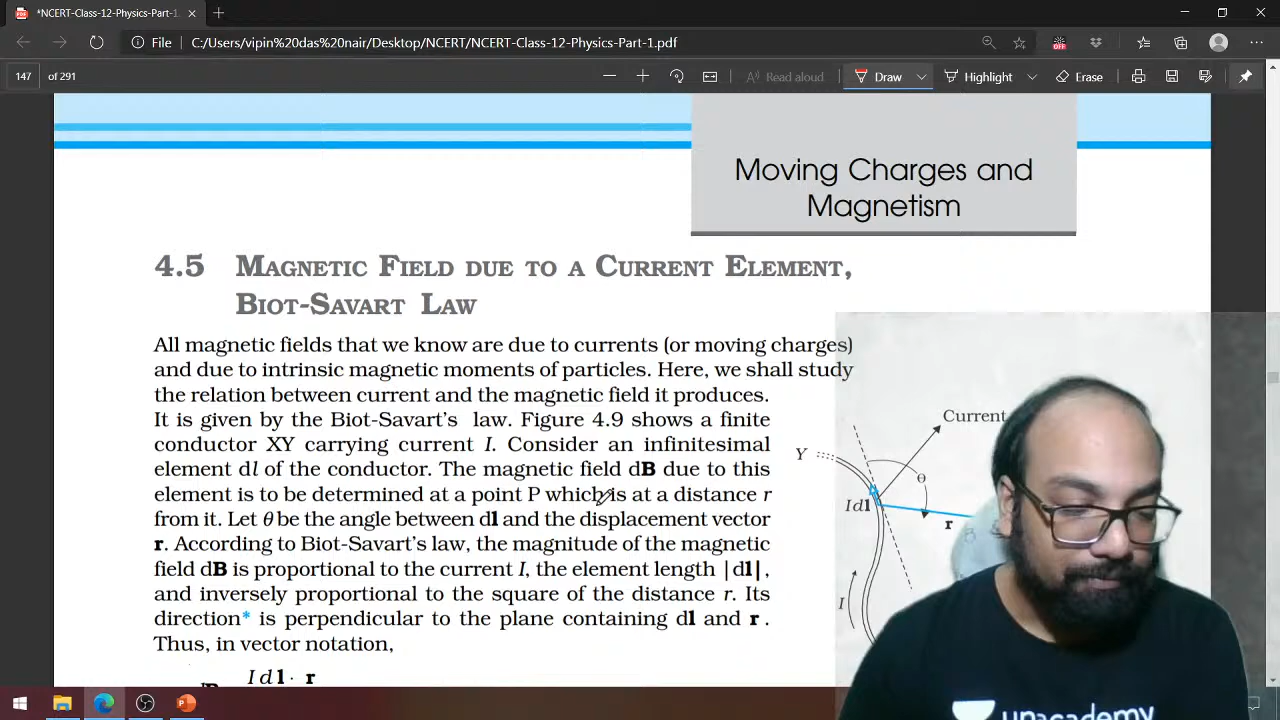 *NCERT-Class-12-Physics-Part-1.
File
C:/Users/vipin%20das%20nair/Desktop/NCERT/NCERT-Class-12-Physics-Part-1.pdf
OFF
147 of 291
Read aloud
Draw
Highlight
Erase
Moving Charges and
Magnetism
4.5 MAGNETIC FIELD DUE TO A CURRENT ELEMENT,
BIOT-SAVART LAW
All magnetic fields that we know are due to currents (or moving charges)
and due to intrinsic magnetic moments of particles. Here, we shall study
the relation between current and the magnetic field it produces.
It is given by the Biot-Savart's law. Figure 4.9 shows a finite
conductor XY carrying current I. Consider an infinitesimal
element dl of the conductor. The magnetic field dB due to this
element is to be determined at a point P which is at a distance r
from it. Let θ be the angle between dl and the displacement vector
r. According to Biot-Savart's law, the magnitude of the magnetic
field dB is proportional to the current I, the element length |dl|,
and inversely proportional to the square of the distance r. Its
direction* is perpendicular to the plane containing dl and r .
Thus, in vector notation,
I d l · r
Current
Y
θ
Idl
r
I
unacademy